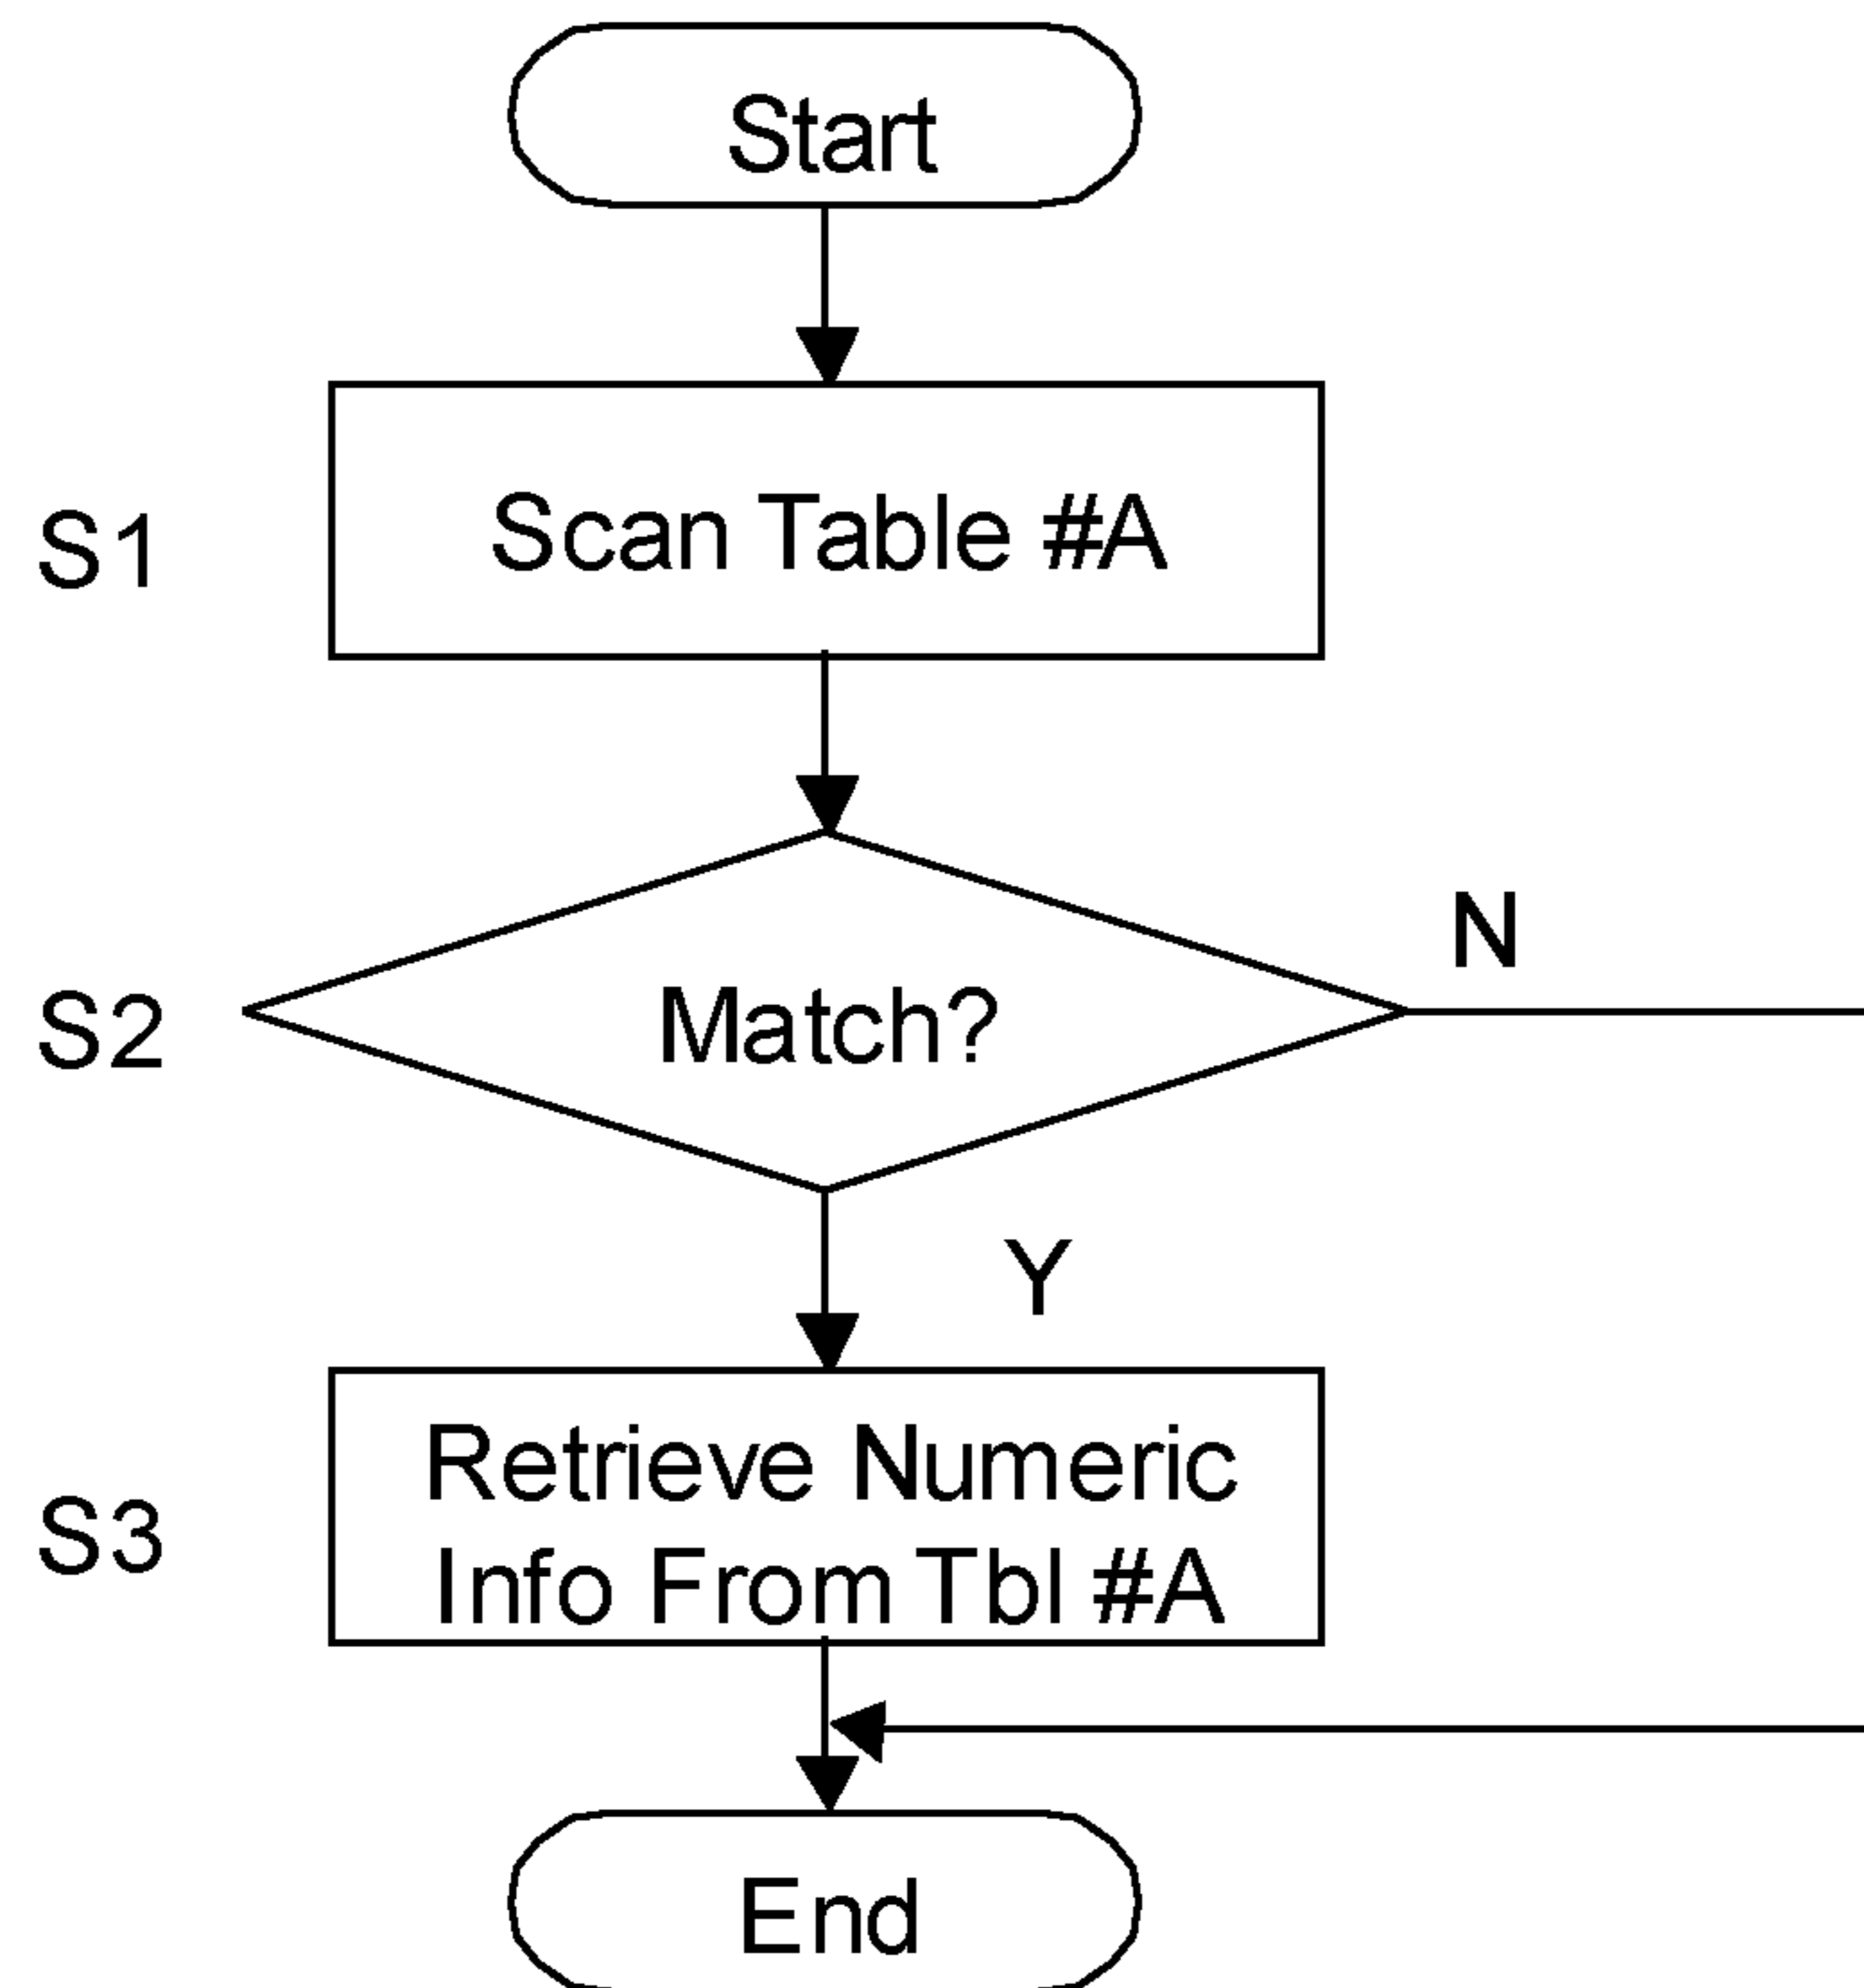 Start
S1
Scan Table #A
S2
Match?
N
Y
S3
Retrieve Numeric
Info From Tbl #A
End